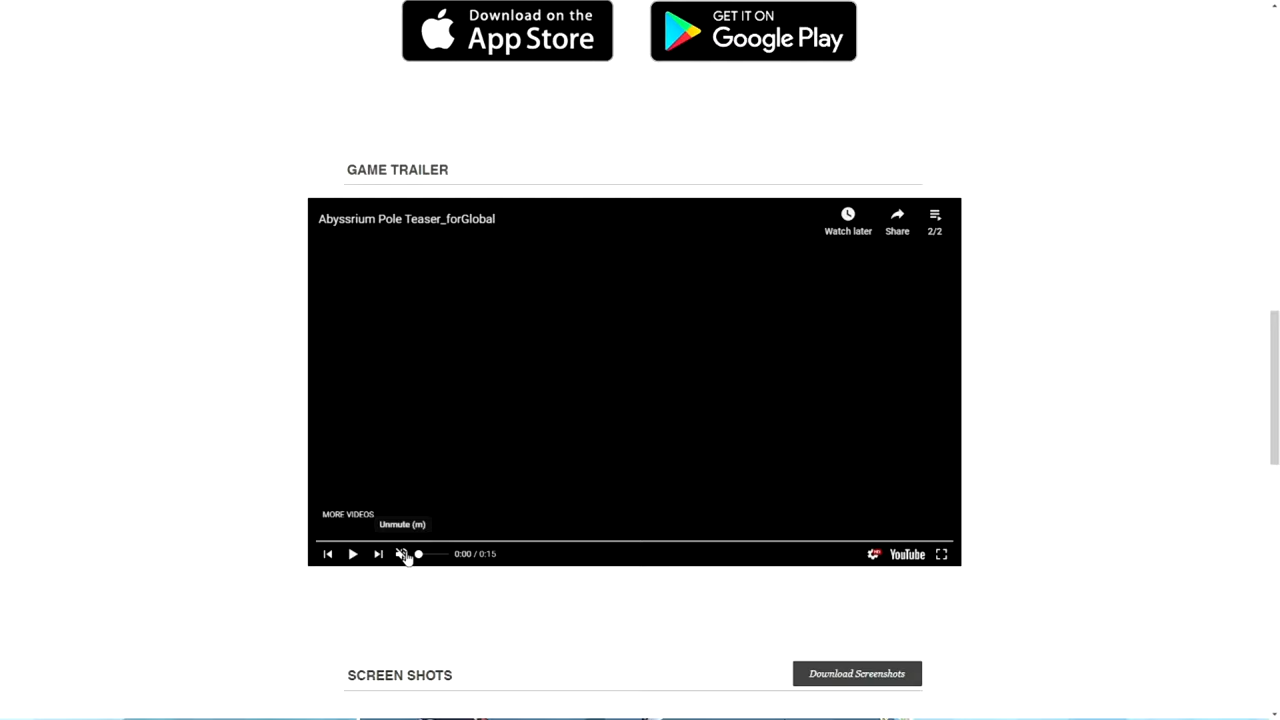 Download on the
App Store
GET IT ON
Google Play
GAME TRAILER
Abyssrium Pole Teaser_forGlobal
Watch later
Share
2/2
MORE VIDEOS
Unmute (m)
0:00 / 0:15
YouTube
SCREEN SHOTS
Download Screenshots